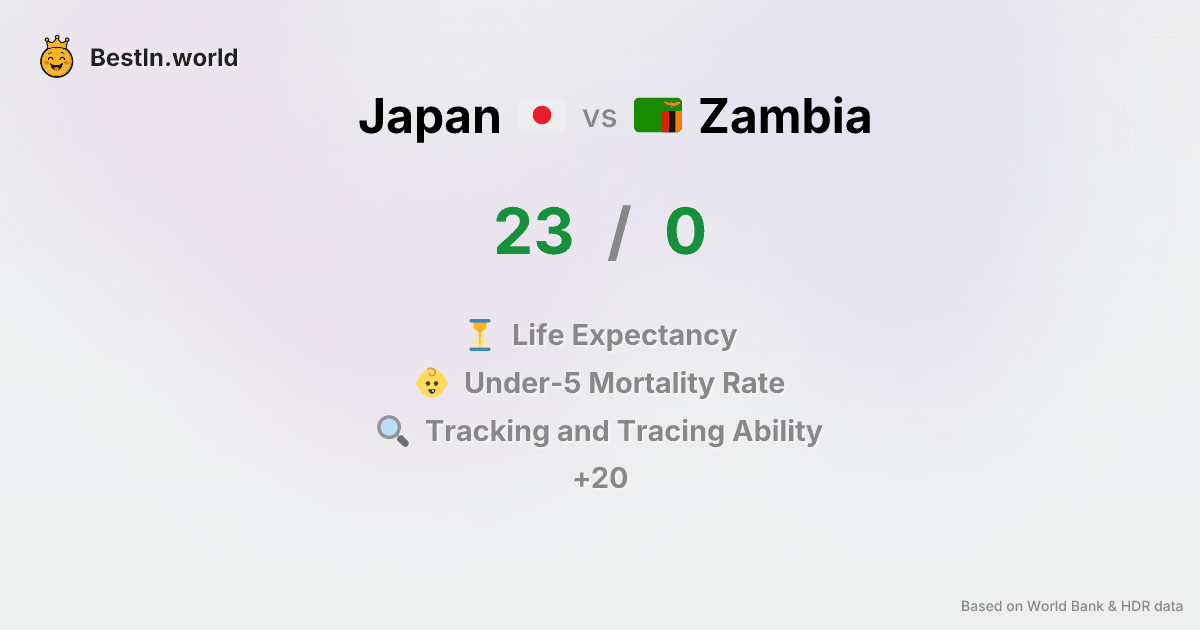 BestIn.world
Japan vs Zambia
23 / 0
Life Expectancy
Under-5 Mortality Rate
Tracking and Tracing Ability
+20
Based on World Bank & HDR data